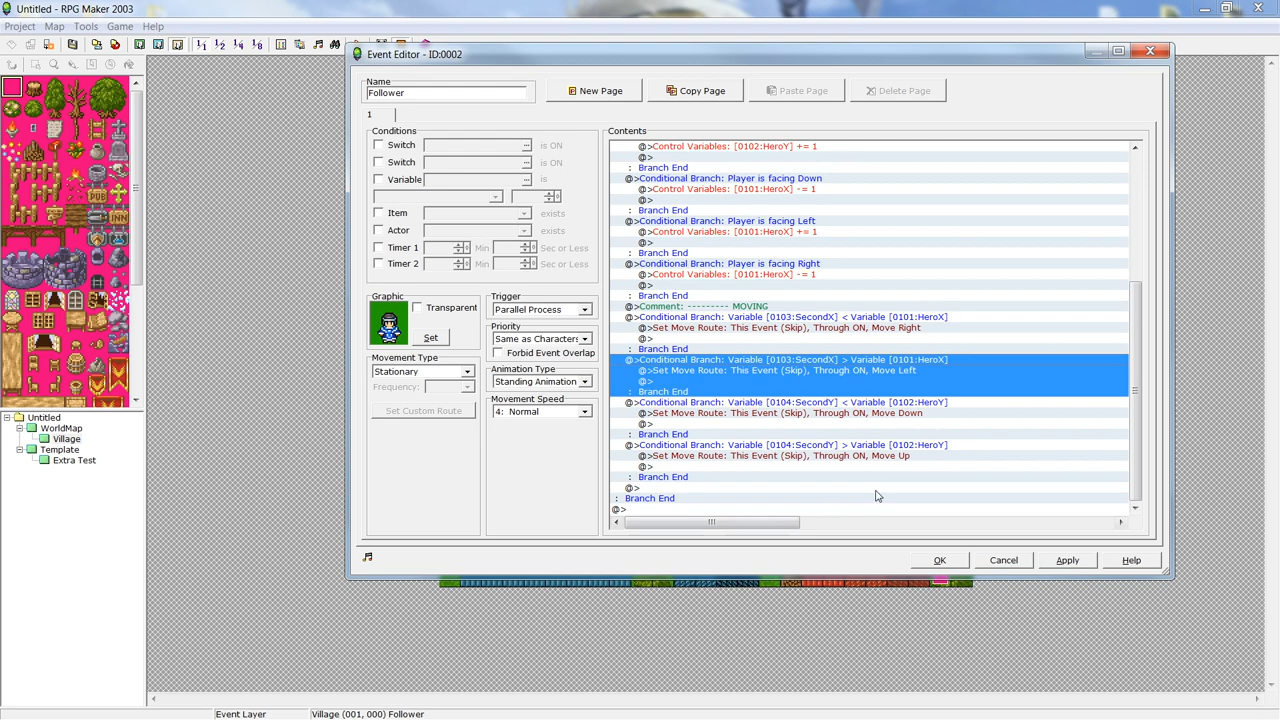 Untitled - RPG Maker 2003
Project Map Tools Game Help
Event Editor - ID:0002
Name
Follower
New Page Copy Page Paste Page Delete Page
1
Conditions
Switch ... is ON
Switch ... is ON
Variable ... is
Item exists
Actor exists
Timer 1 Min Sec or Less
Timer 2 Min Sec or Less
Graphic
Transparent
Set
Movement Type
Stationary
Frequency:
Set Custom Route
Trigger
Parallel Process
Priority
Same as Characters
Forbid Event Overlap
Animation Type
Standing Animation
Movement Speed
4: Normal
Contents
@>Control Variables: [0102:HeroY] += 1
@>
: Branch End
@>Conditional Branch: Player is facing Down
@>Control Variables: [0101:HeroX] -= 1
@>
: Branch End
@>Conditional Branch: Player is facing Left
@>Control Variables: [0101:HeroX] += 1
@>
: Branch End
@>Conditional Branch: Player is facing Right
@>Control Variables: [0101:HeroX] -= 1
@>
: Branch End
@>Comment: --------- MOVING
@>Conditional Branch: Variable [0103:SecondX] < Variable [0101:HeroX]
@>Set Move Route: This Event (Skip), Through ON, Move Right
@>
: Branch End
@>Conditional Branch: Variable [0103:SecondX] > Variable [0101:HeroX]
@>Set Move Route: This Event (Skip), Through ON, Move Left
@>
: Branch End
@>Conditional Branch: Variable [0104:SecondY] < Variable [0102:HeroY]
@>Set Move Route: This Event (Skip), Through ON, Move Down
@>
: Branch End
@>Conditional Branch: Variable [0104:SecondY] > Variable [0102:HeroY]
@>Set Move Route: This Event (Skip), Through ON, Move Up
@>
: Branch End
@>
: Branch End
@>
OK Cancel Apply Help
PUB
INN
Untitled
WorldMap
Village
Template
Extra Test
Event Layer
Village (001, 000) Follower